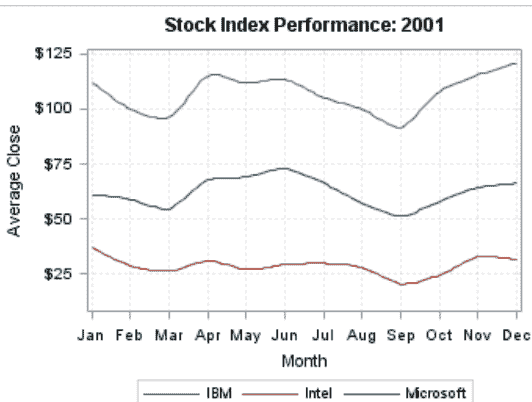 Stock Index Performance: 2001
$125
$100
$75
$50
$25
Average Close
Jan Feb Mar Apr May Jun Jul Aug Sep Oct Nov Dec
Month
IBM Intel Microsoft